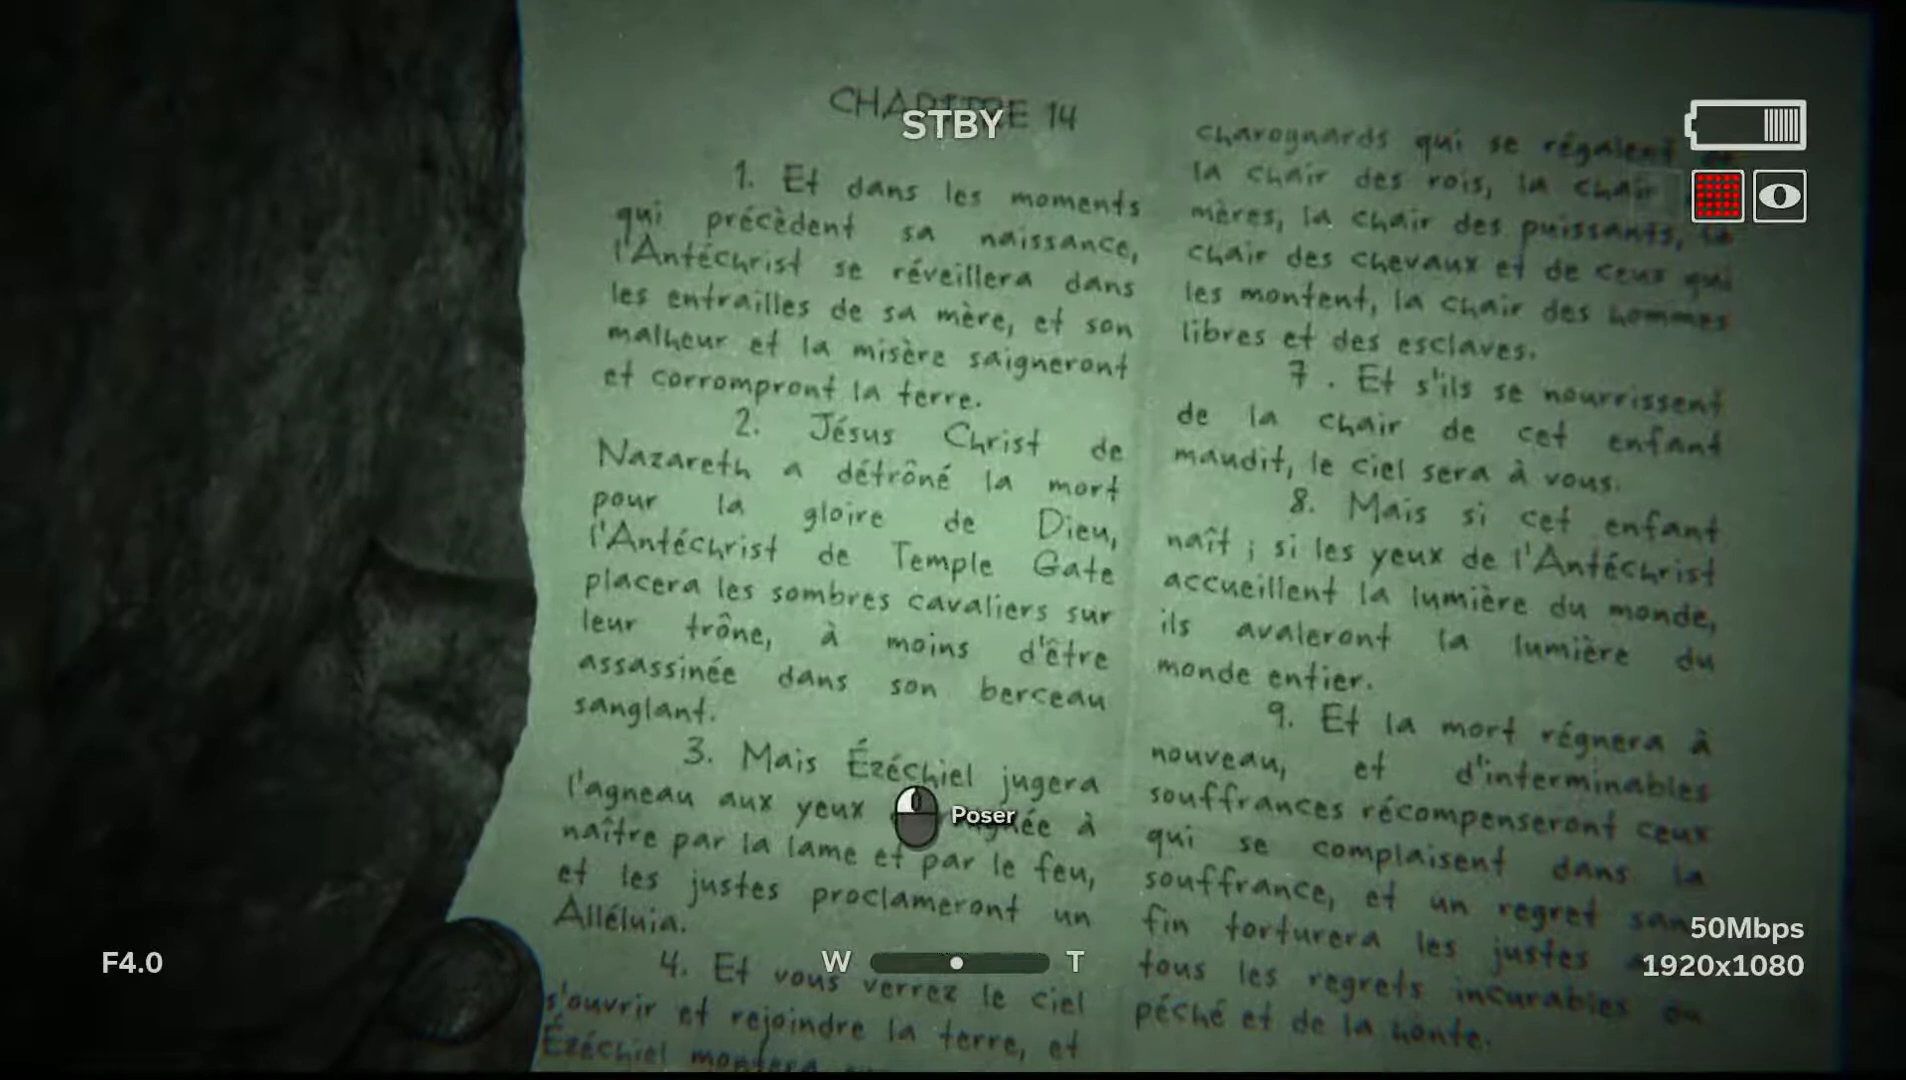 CHAPITRE 14
STBY
1. Et dans les moments
qui précèdent sa naissance,
l'Antéchrist se réveillera dans
les entrailles de sa mère, et son
malheur et la misère saigneront
et corrompront la terre.
2. Jésus Christ de
Nazareth a détrôné la mort
pour la gloire de Dieu,
l'Antéchrist de Temple Gate
placera les sombres cavaliers sur
leur trône, à moins d'être
assassinée dans son berceau
sanglant.
3. Mais Ézéchiel jugera
l'agneau aux yeux à
Poser
naître par la lame et par le feu,
et les justes proclameront un
Alléluia.
4. Et vous verrez le ciel
s'ouvrir et rejoindre la terre, et
Ézéchiel montera
charognards qui se régalent de
la chair des rois, la chair
mères, la chair des puissants, la
chair des chevaux et de ceux qui
les montent, la chair des hommes
libres et des esclaves.
7. Et s'ils se nourrissent
de la chair de cet enfant
maudit, le ciel sera à vous.
8. Mais si cet enfant
naît ; si les yeux de l'Antéchrist
accueillent la lumière du monde,
ils avaleront la lumière du
monde entier.
9. Et la mort régnera à
nouveau, et d'interminables
souffrances récompenseront ceux
qui se complaisent dans la
souffrance, et un regret sans
fin torturera les justes
tous les regrets incurables du
péché et de la honte.
F4.0
W T
50Mbps
1920x1080